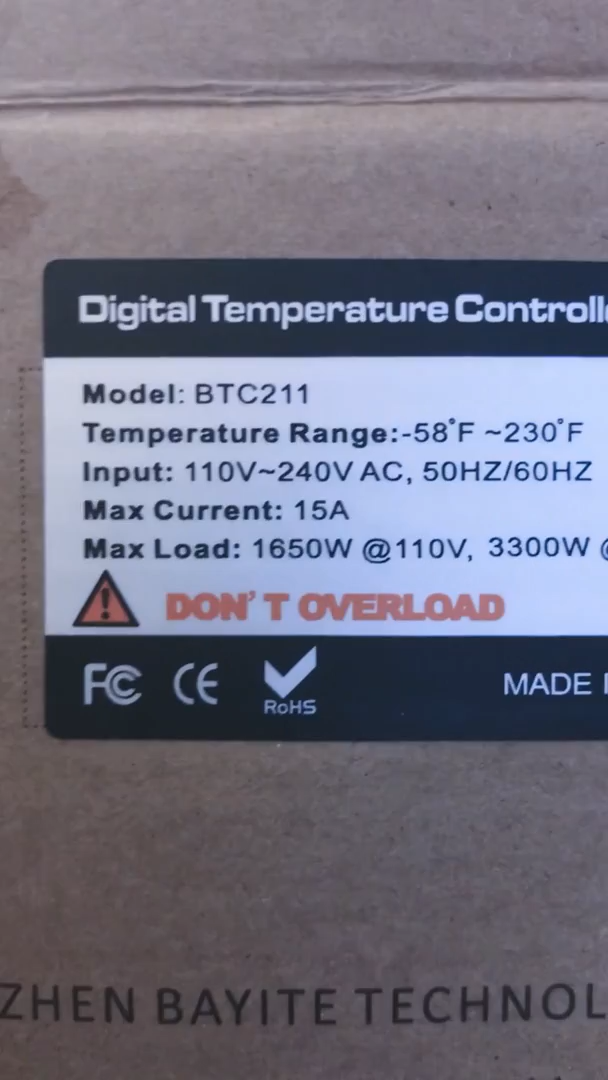 Digital Temperature Controlle
Model: BTC211
Temperature Range:-58°F ~230°F
Input: 110V~240V AC, 50HZ/60HZ
Max Current: 15A
Max Load: 1650W @110V, 3300W @
DON'T OVERLOAD
FC CE RoHS
MADE I
ZHEN BAYITE TECHNOL